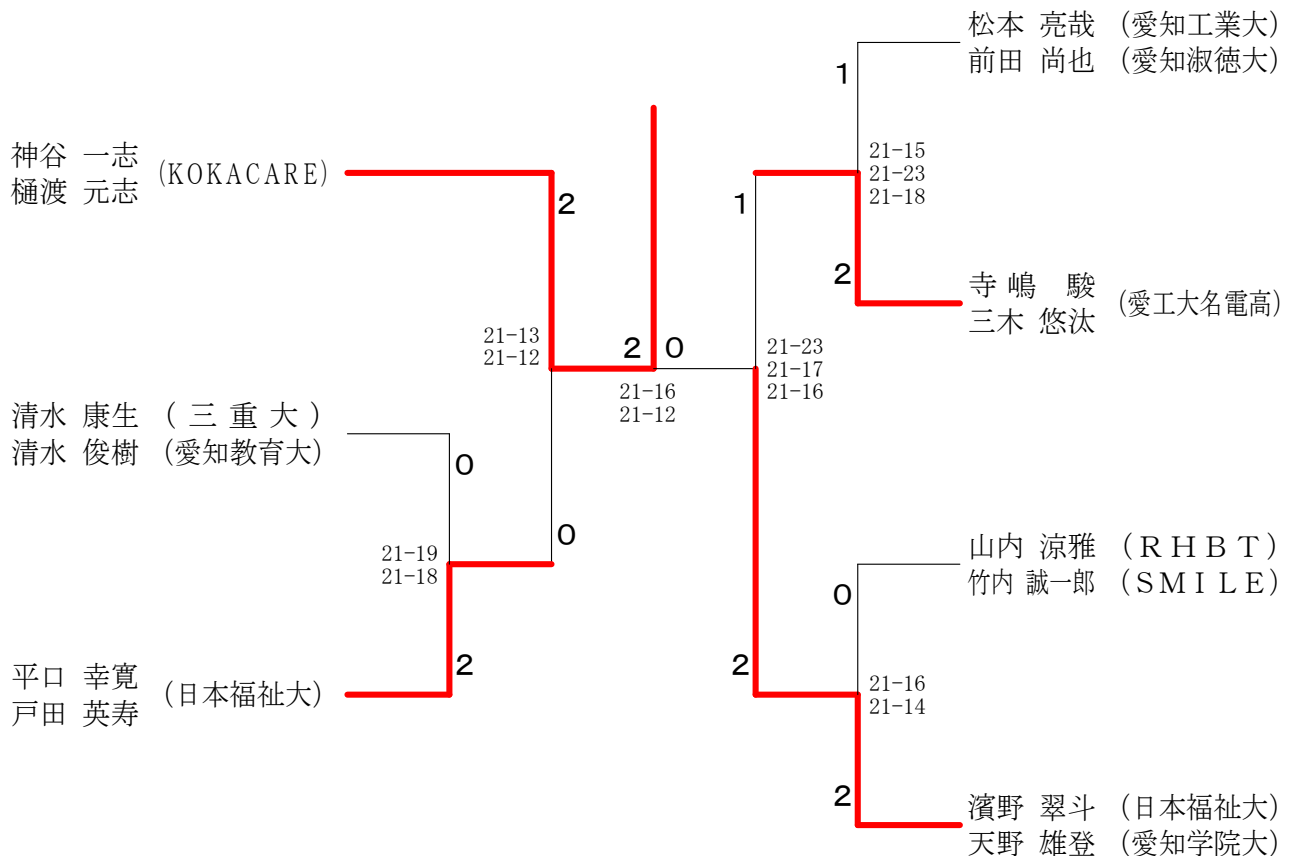 松本 亮哉 (愛知工業大)
前田 尚也 (愛知淑徳大)
1
21-15
21-23
21-18
2
寺嶋 駿
三木 悠汰
(愛工大名電高)
神谷 一志
樋渡 元志
(KOKACARE)
2
1
21-13
21-12
2 0
21-16
21-12
21-23
21-17
21-16
清水 康生 (三重大)
清水 俊樹 (愛知教育大)
0
21-19
21-18
0
2
平口 幸寛
戸田 英寿
(日本福祉大)
山内 涼雅 (RHBT)
竹内 誠一郎 (SMILE)
0
2
21-16
21-14
2
濱野 翠斗 (日本福祉大)
天野 雄登 (愛知学院大)